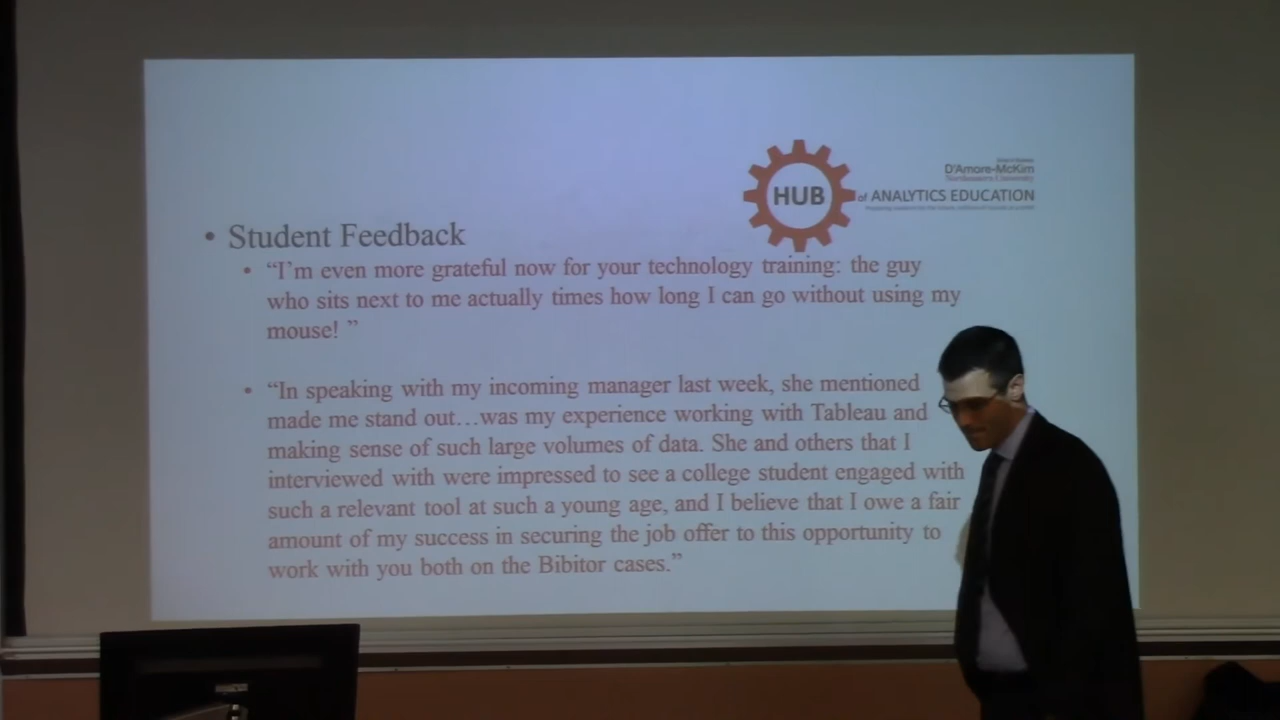 D'Amore-McKim
Northeastern University
HUB of ANALYTICS EDUCATION
• Student Feedback
• “I’m even more grateful now for your technology training: the guy
who sits next to me actually times how long I can go without using my
mouse! ”
• “In speaking with my incoming manager last week, she mentioned
made me stand out…was my experience working with Tableau and
making sense of such large volumes of data. She and others that I
interviewed with were impressed to see a college student engaged with
such a relevant tool at such a young age, and I believe that I owe a fair
amount of my success in securing the job offer to this opportunity to
work with you both on the Bibitor cases.”